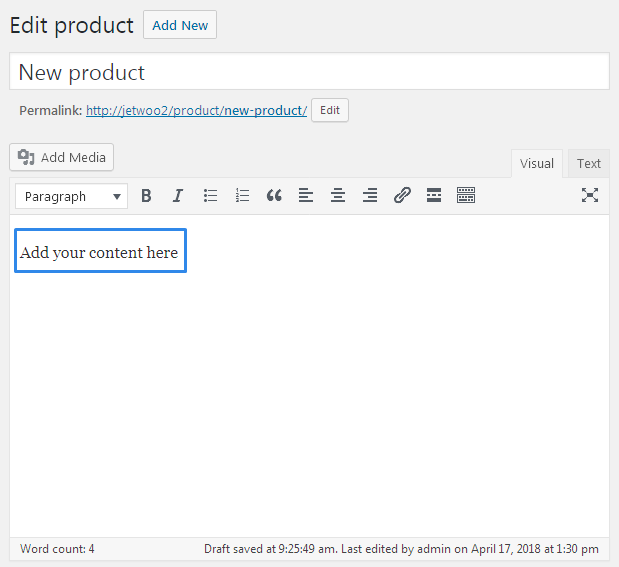 Edit product Add New
New product
Permalink: http://jetwoo2/product/new-product/ Edit
Add Media Visual Text
Paragraph B I
Add your content here
Word count: 4 Draft saved at 9:25:49 am. Last edited by admin on April 17, 2018 at 1:30 pm